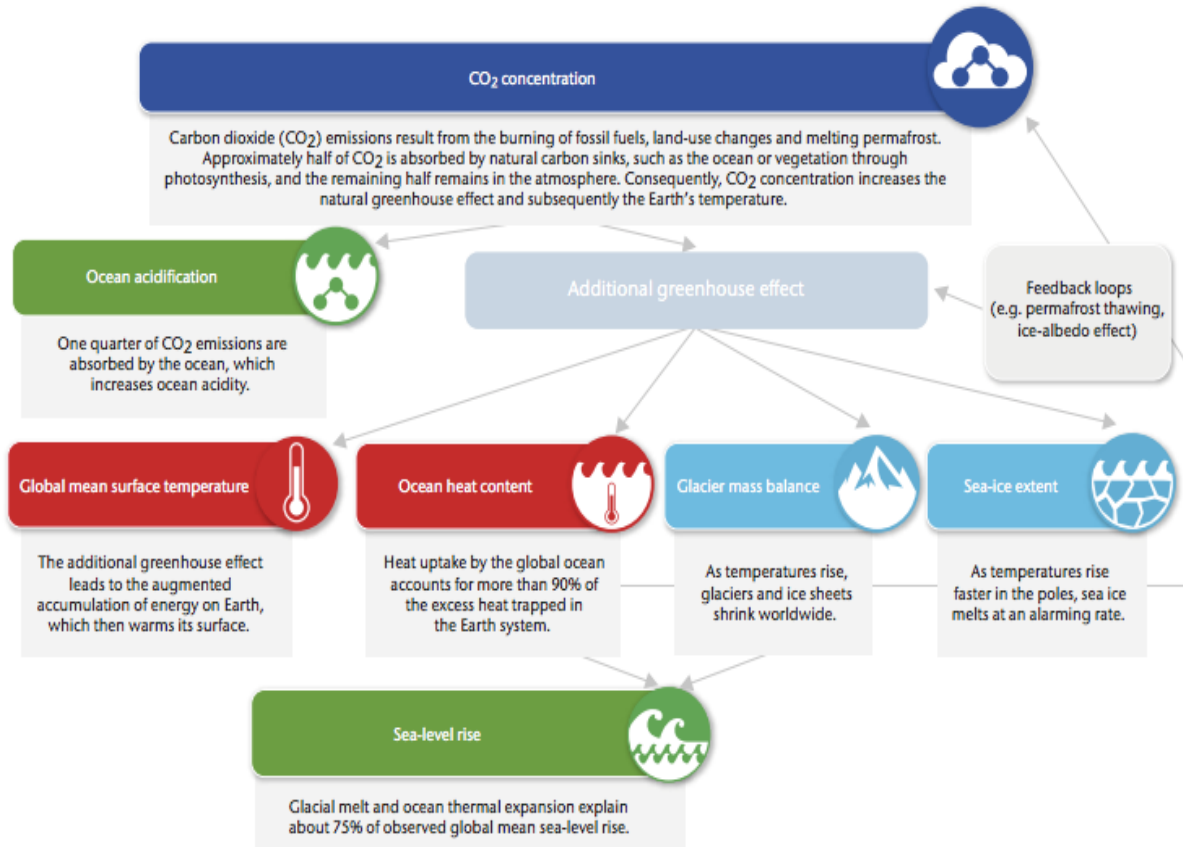 CO2 concentration
Carbon dioxide (CO2) emissions result from the burning of fossil fuels, land-use changes and melting permafrost.
Approximately half of CO2 is absorbed by natural carbon sinks, such as the ocean or vegetation through
photosynthesis, and the remaining half remains in the atmosphere. Consequently, CO2 concentration increases the
natural greenhouse effect and subsequently the Earth's temperature.
Ocean acidification
One quarter of CO2 emissions are
absorbed by the ocean, which
increases ocean acidity.
Additional greenhouse effect
Feedback loops
(e.g. permafrost thawing,
ice-albedo effect)
Global mean surface temperature
The additional greenhouse effect
leads to the augmented
accumulation of energy on Earth,
which then warms its surface.
Ocean heat content
Heat uptake by the global ocean
accounts for more than 90% of
the excess heat trapped in
the Earth system.
Glacier mass balance
As temperatures rise,
glaciers and ice sheets
shrink worldwide.
Sea-ice extent
As temperatures rise
faster in the poles, sea ice
melts at an alarming rate.
Sea-level rise
Glacial melt and ocean thermal expansion explain
about 75% of observed global mean sea-level rise.